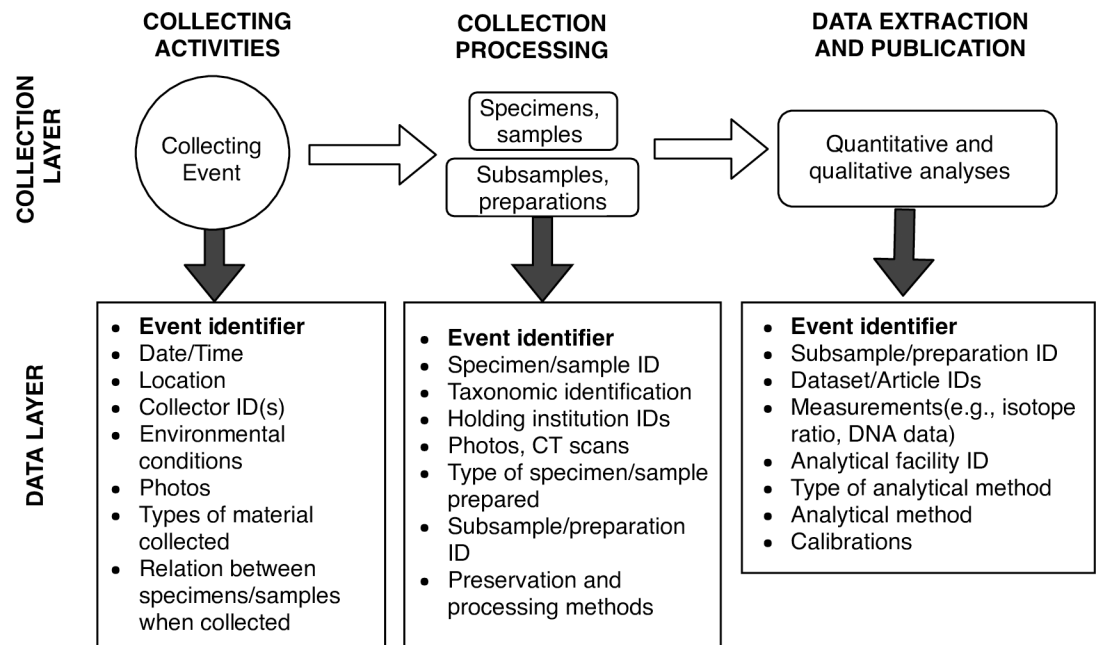 COLLECTING
ACTIVITIES
COLLECTION
PROCESSING
DATA EXTRACTION
AND PUBLICATION
COLLECTION
LAYER
Collecting
Event
Specimens,
samples
Subsamples,
preparations
Quantitative and
qualitative analyses
DATA LAYER
• Event identifier
• Date/Time
• Location
• Collector ID(s)
• Environmental
conditions
• Photos
• Types of material
collected
• Relation between
specimens/samples
when collected
• Event identifier
• Specimen/sample ID
• Taxonomic identification
• Holding institution IDs
• Photos, CT scans
• Type of specimen/sample
prepared
• Subsample/preparation
ID
• Preservation and
processing methods
• Event identifier
• Subsample/preparation ID
• Dataset/Article IDs
• Measurements(e.g., isotope
ratio, DNA data)
• Analytical facility ID
• Type of analytical method
• Analytical method
• Calibrations